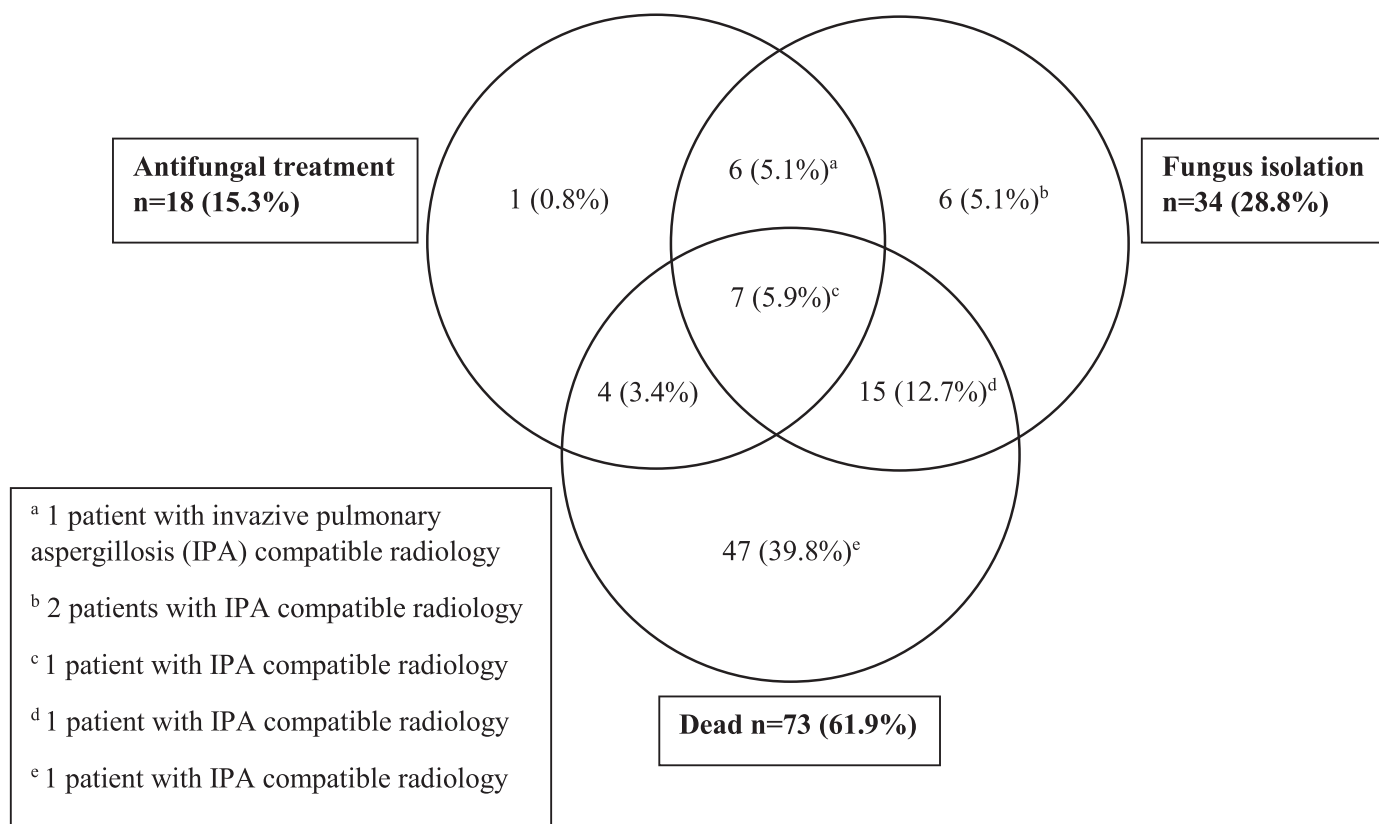 Antifungal treatment
n=18 (15.3%)
Fungus isolation
n=34 (28.8%)
1 (0.8%)
6 (5.1%)ᵃ
6 (5.1%)ᵇ
7 (5.9%)ᶜ
4 (3.4%)
15 (12.7%)ᵈ
47 (39.8%)ᵉ
Dead n=73 (61.9%)
ᵃ 1 patient with invazive pulmonary
aspergillosis (IPA) compatible radiology
ᵇ 2 patients with IPA compatible radiology
ᶜ 1 patient with IPA compatible radiology
ᵈ 1 patient with IPA compatible radiology
ᵉ 1 patient with IPA compatible radiology